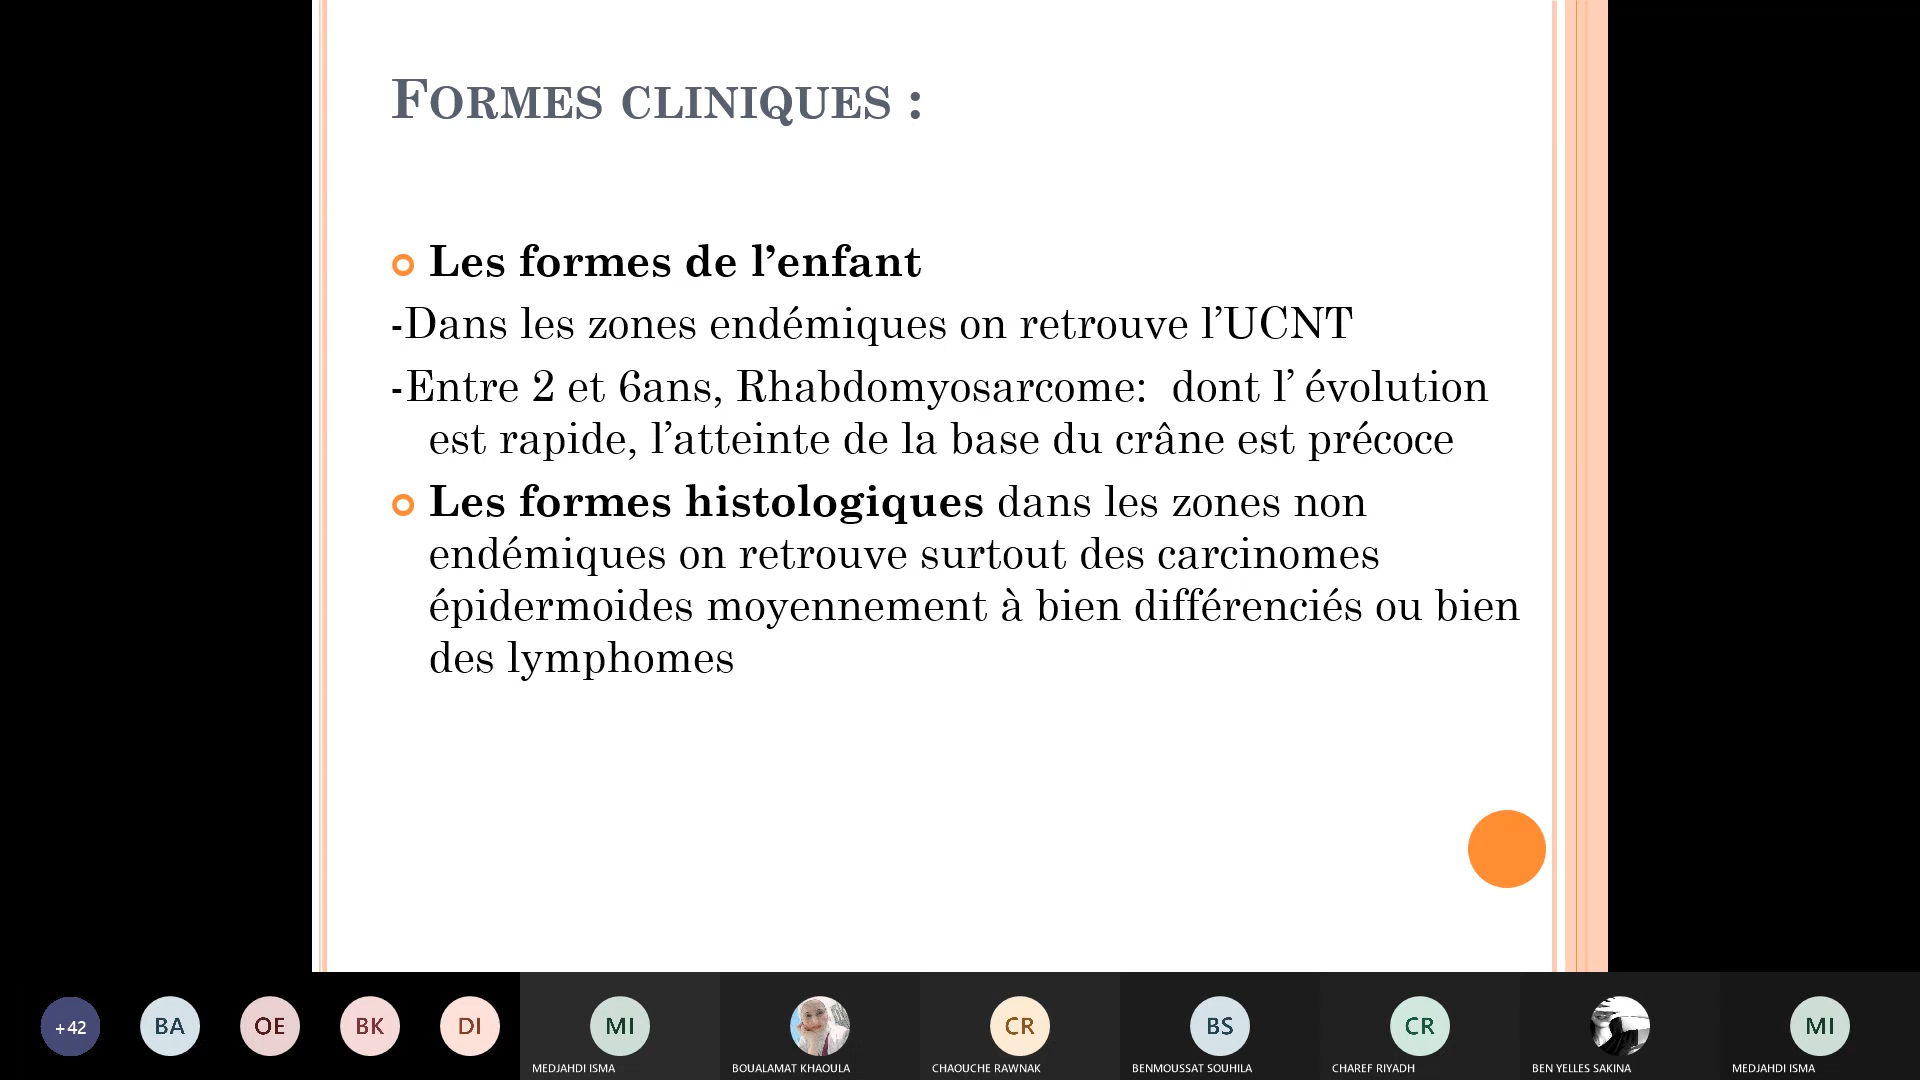 FORMES CLINIQUES :
Les formes de l’enfant
-Dans les zones endémiques on retrouve l’UCNT
-Entre 2 et 6ans, Rhabdomyosarcome:  dont l’ évolution
est rapide, l’atteinte de la base du crâne est précoce
Les formes histologiques dans les zones non
endémiques on retrouve surtout des carcinomes
épidermoides moyennement à bien différenciés ou bien
des lymphomes
+42 BA OE BK DI MI CR BS CR MI
MEDJAHDI ISMA BOUALAMAT KHAOULA CHAOUCHE RAWNAK BENMOUSSAT SOUHILA CHAREF RIYADH BEN YELLES SAKINA MEDJAHDI ISMA